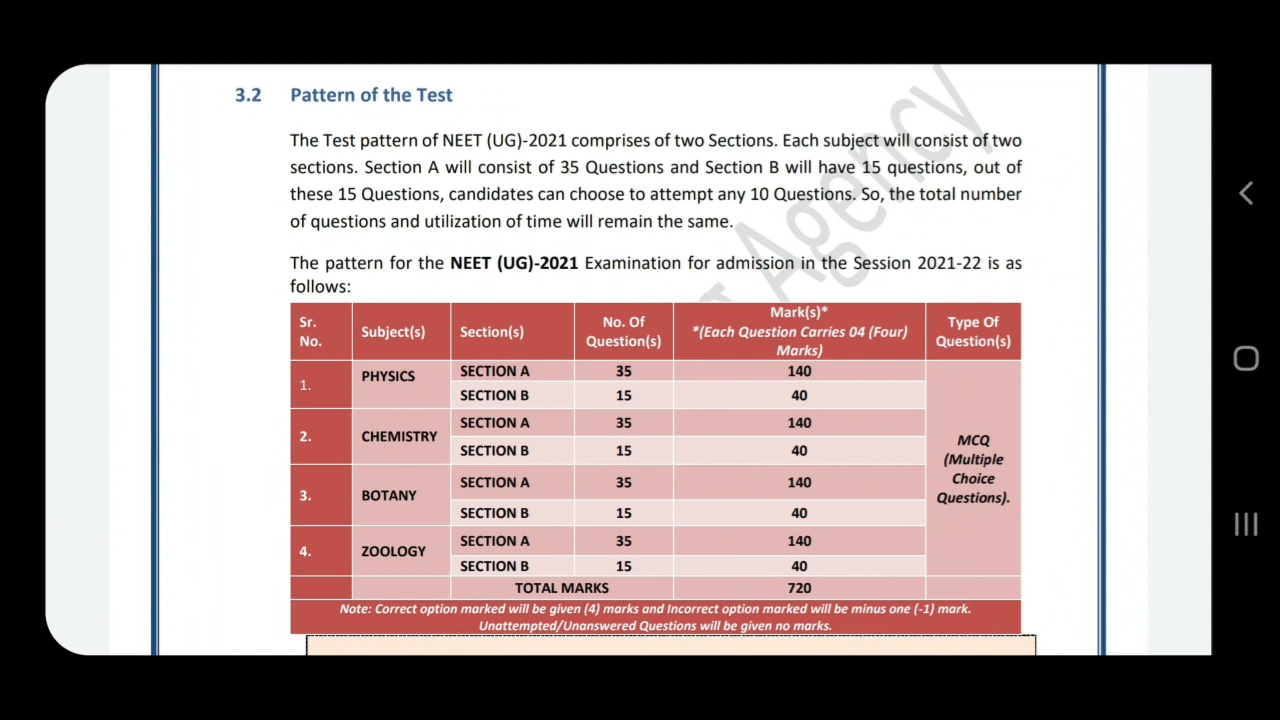 3.2 Pattern of the Test
The Test pattern of NEET (UG)-2021 comprises of two Sections. Each subject will consist of two
sections. Section A will consist of 35 Questions and Section B will have 15 questions, out of
these 15 Questions, candidates can choose to attempt any 10 Questions. So, the total number
of questions and utilization of time will remain the same.
The pattern for the NEET (UG)-2021 Examination for admission in the Session 2021-22 is as
follows:
Sr. No. Subject(s) Section(s) No. Of Question(s) Mark(s)* *(Each Question Carries 04 (Four) Marks) Type Of Question(s)
1. PHYSICS SECTION A 35 140
SECTION B 15 40
2. CHEMISTRY SECTION A 35 140
SECTION B 15 40
MCQ
(Multiple
Choice
Questions).
3. BOTANY SECTION A 35 140
SECTION B 15 40
4. ZOOLOGY SECTION A 35 140
SECTION B 15 40
TOTAL MARKS 720
Note: Correct option marked will be given (4) marks and Incorrect option marked will be minus one (-1) mark.
Unattempted/Unanswered Questions will be given no marks.
Agency